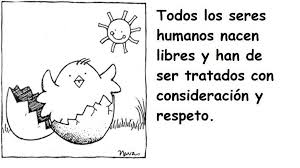 Todos los seres
humanos nacen
libres y han de
ser tratados con
consideración y
respeto.